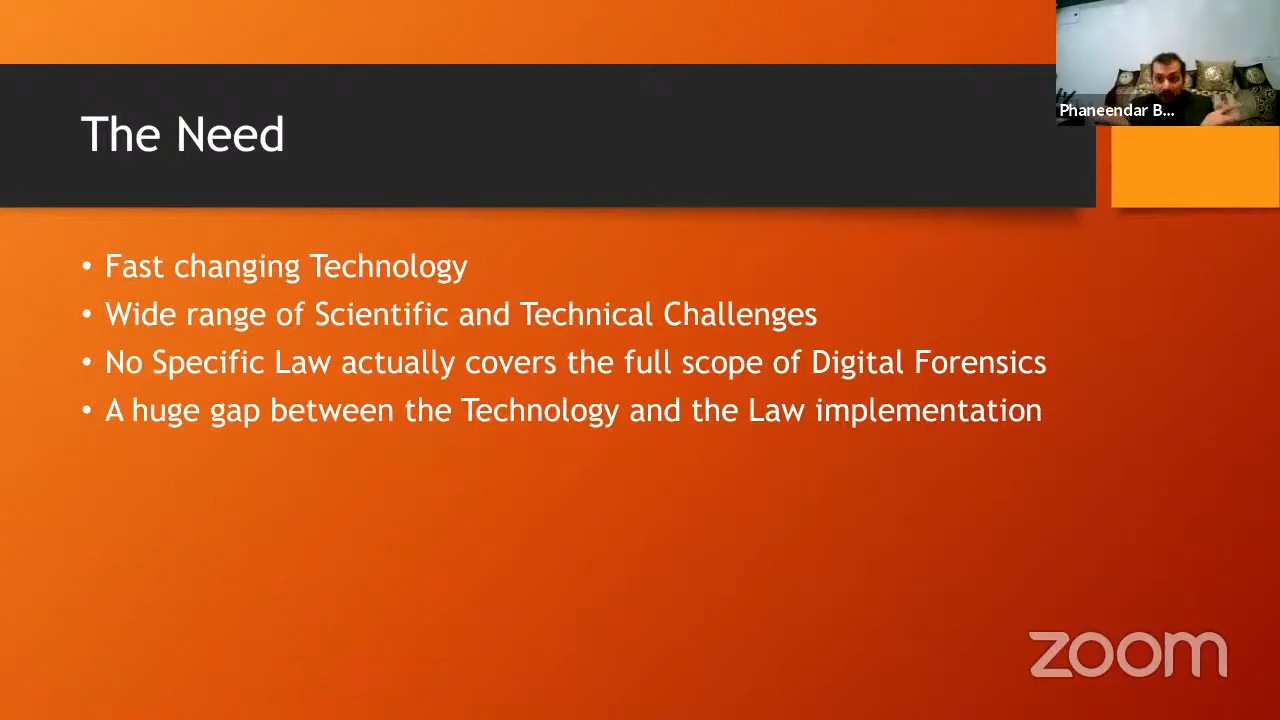 The Need
Phaneendar B...
• Fast changing Technology
• Wide range of Scientific and Technical Challenges
• No Specific Law actually covers the full scope of Digital Forensics
• A huge gap between the Technology and the Law implementation
zoom